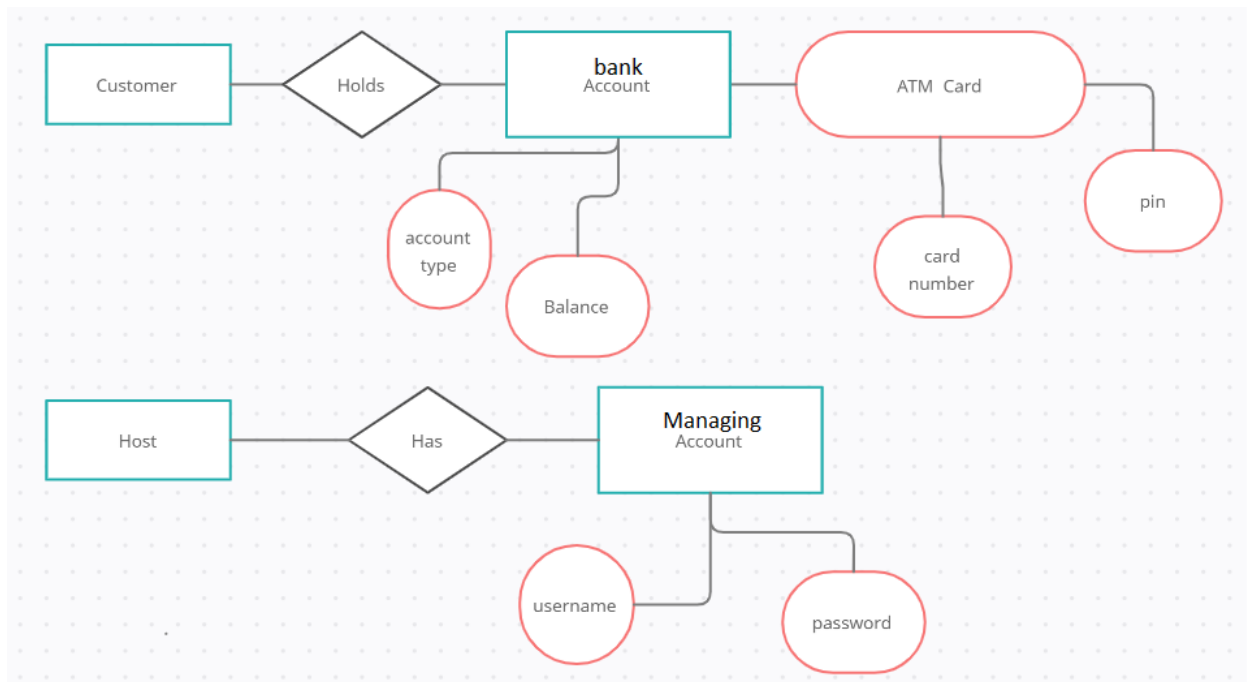 Customer
Holds
bank
Account
ATM Card
pin
account
type
card
number
Balance
Host
Has
Managing
Account
username
password